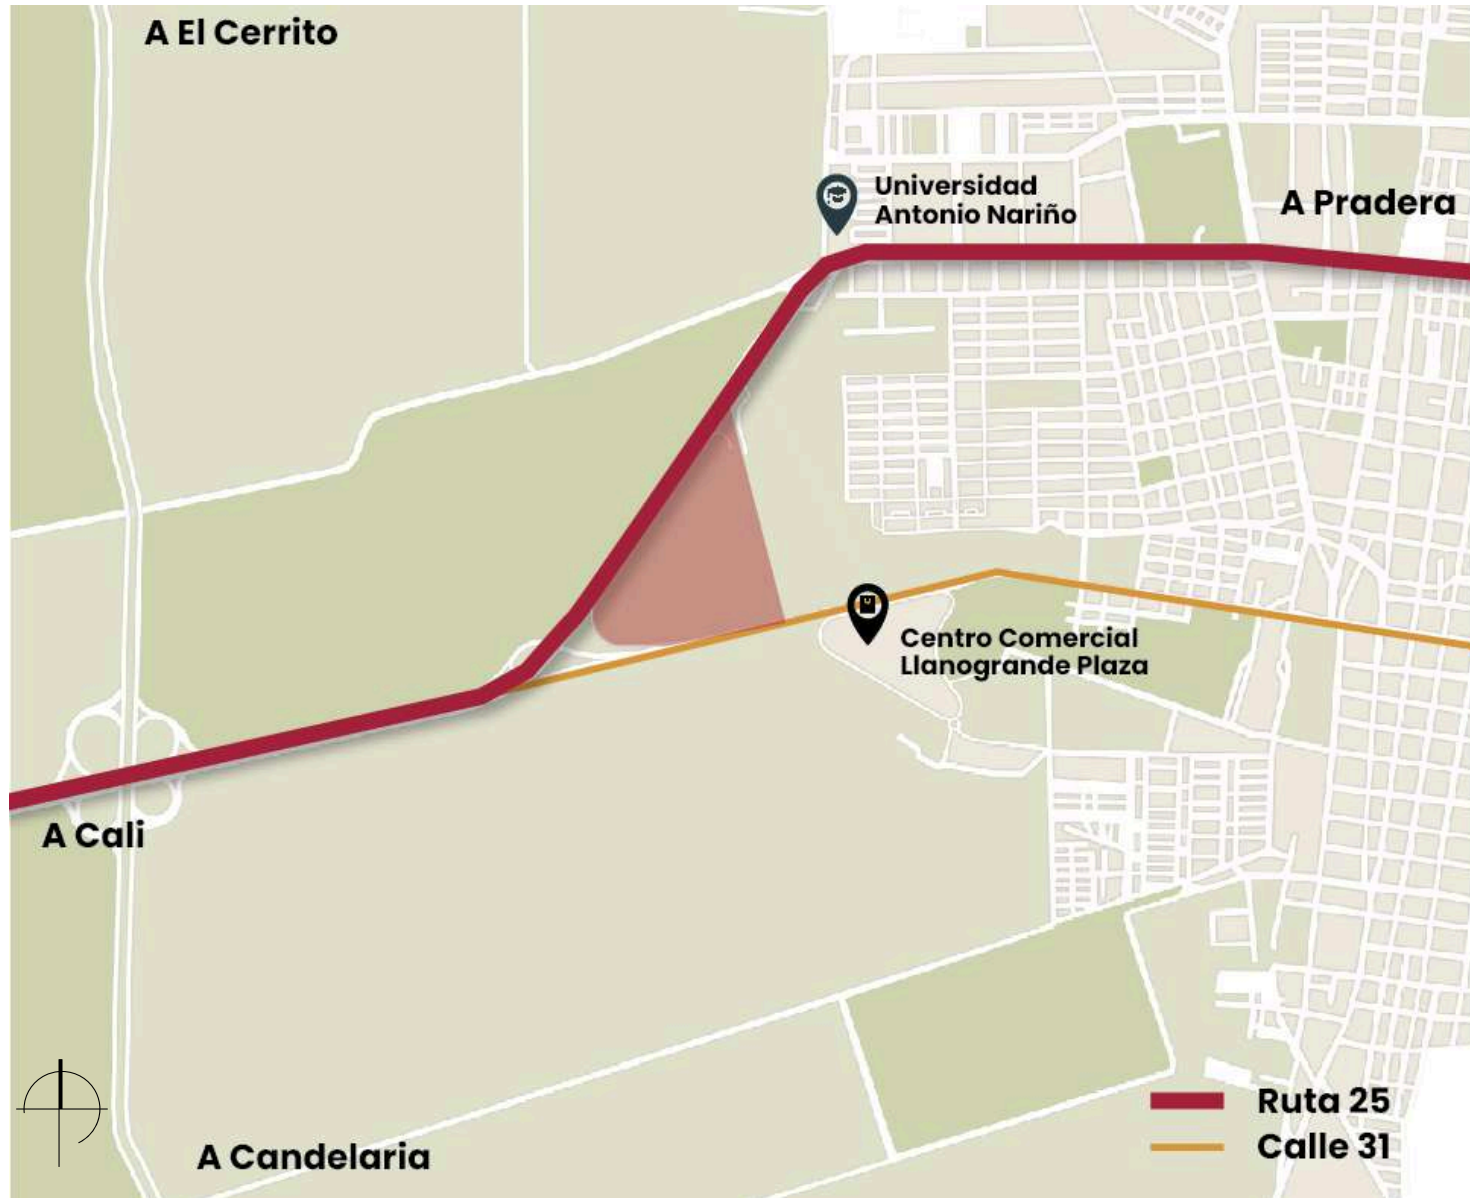 A El Cerrito
Universidad
Antonio Nariño
A Pradera
Centro Comercial
Llanogrande Plaza
A Cali
A Candelaria
Ruta 25
Calle 31